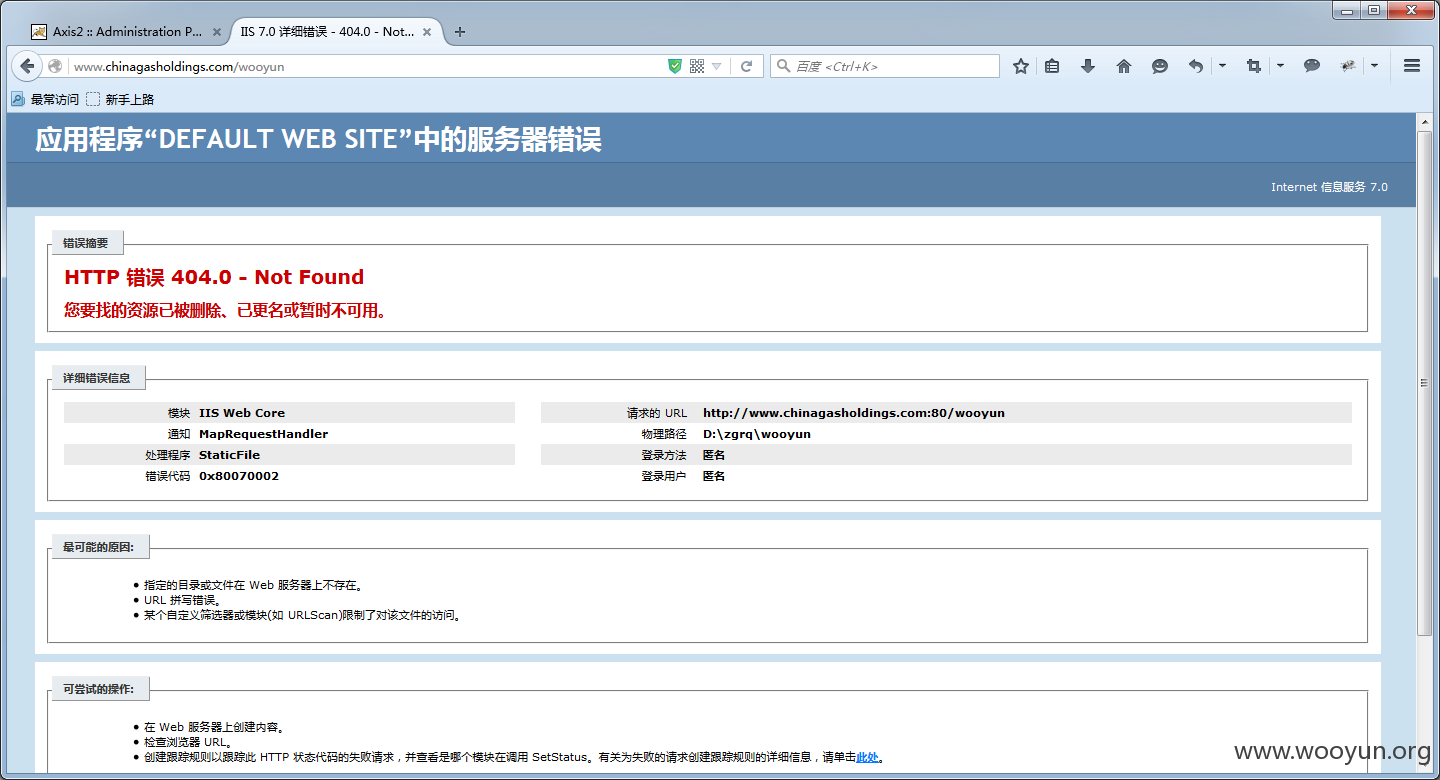 Axis2 :: Administration P...
IIS 7.0 详细错误 - 404.0 - Not...
www.chinagasholdings.com/wooyun
百度 <Ctrl+K>
最常访问
新手上路
应用程序“DEFAULT WEB SITE”中的服务器错误
Internet 信息服务 7.0
错误摘要
HTTP 错误 404.0 - Not Found
您要找的资源已被删除、已更名或暂时不可用。
详细错误信息
模块 IIS Web Core
通知 MapRequestHandler
处理程序 StaticFile
错误代码 0x80070002
请求的 URL http://www.chinagasholdings.com:80/wooyun
物理路径 D:\zgrq\wooyun
登录方法 匿名
登录用户 匿名
最可能的原因:
指定的目录或文件在 Web 服务器上不存在。
URL 拼写错误。
某个自定义筛选器或模块(如 URLScan)限制了对该文件的访问。
可尝试的操作:
在 Web 服务器上创建内容。
检查浏览器 URL。
创建跟踪规则以跟踪此 HTTP 状态代码的失败请求，并查看是哪个模块在调用 SetStatus。有关为失败的请求创建跟踪规则的详细信息，请单击此处。
www.wooyun.org